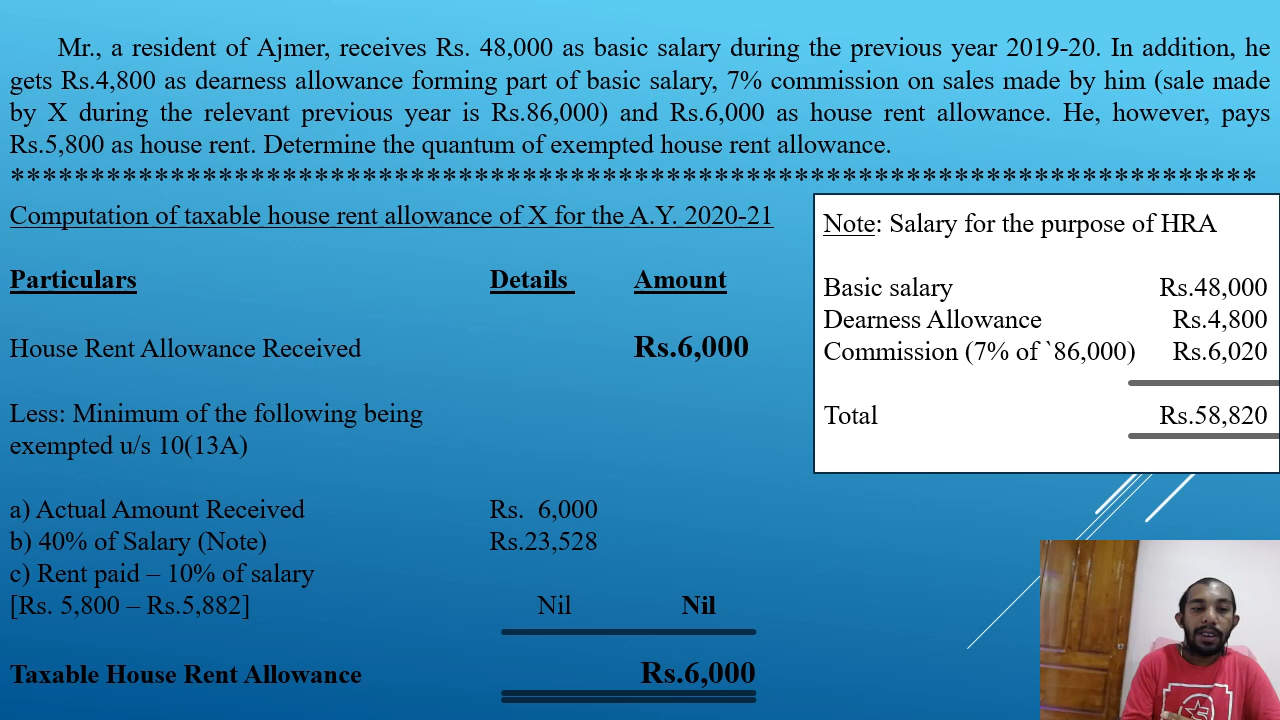 Mr., a resident of Ajmer, receives Rs. 48,000 as basic salary during the previous year 2019-20. In addition, he
gets Rs.4,800 as dearness allowance forming part of basic salary, 7% commission on sales made by him (sale made
by X during the relevant previous year is Rs.86,000) and Rs.6,000 as house rent allowance. He, however, pays
Rs.5,800 as house rent. Determine the quantum of exempted house rent allowance.
******************************************************************************
Computation of taxable house rent allowance of X for the A.Y. 2020-21
Particulars Details Amount
House Rent Allowance Received Rs.6,000
Less: Minimum of the following being
exempted u/s 10(13A)
a) Actual Amount Received Rs. 6,000
b) 40% of Salary (Note) Rs.23,528
c) Rent paid – 10% of salary
[Rs. 5,800 – Rs.5,882] Nil Nil
Taxable House Rent Allowance Rs.6,000
Note: Salary for the purpose of HRA
Basic salary Rs.48,000
Dearness Allowance Rs.4,800
Commission (7% of `86,000) Rs.6,020
Total Rs.58,820